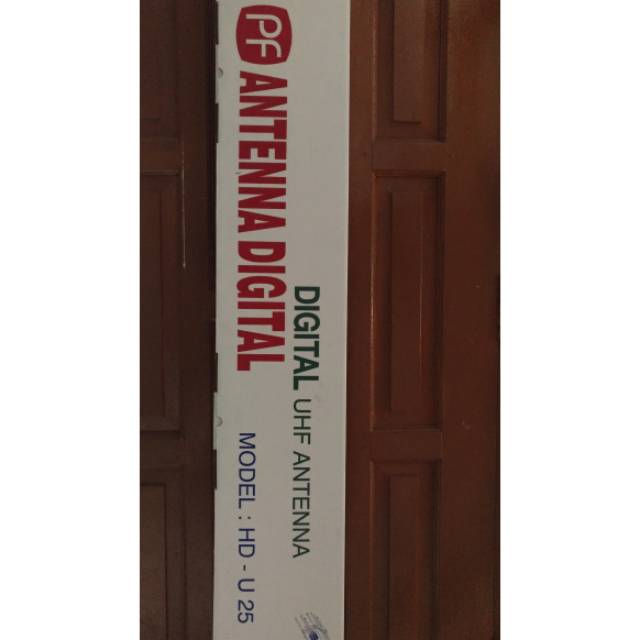 PF ANTENNA DIGITAL
DIGITAL UHF ANTENNA
MODEL : HD - U 25